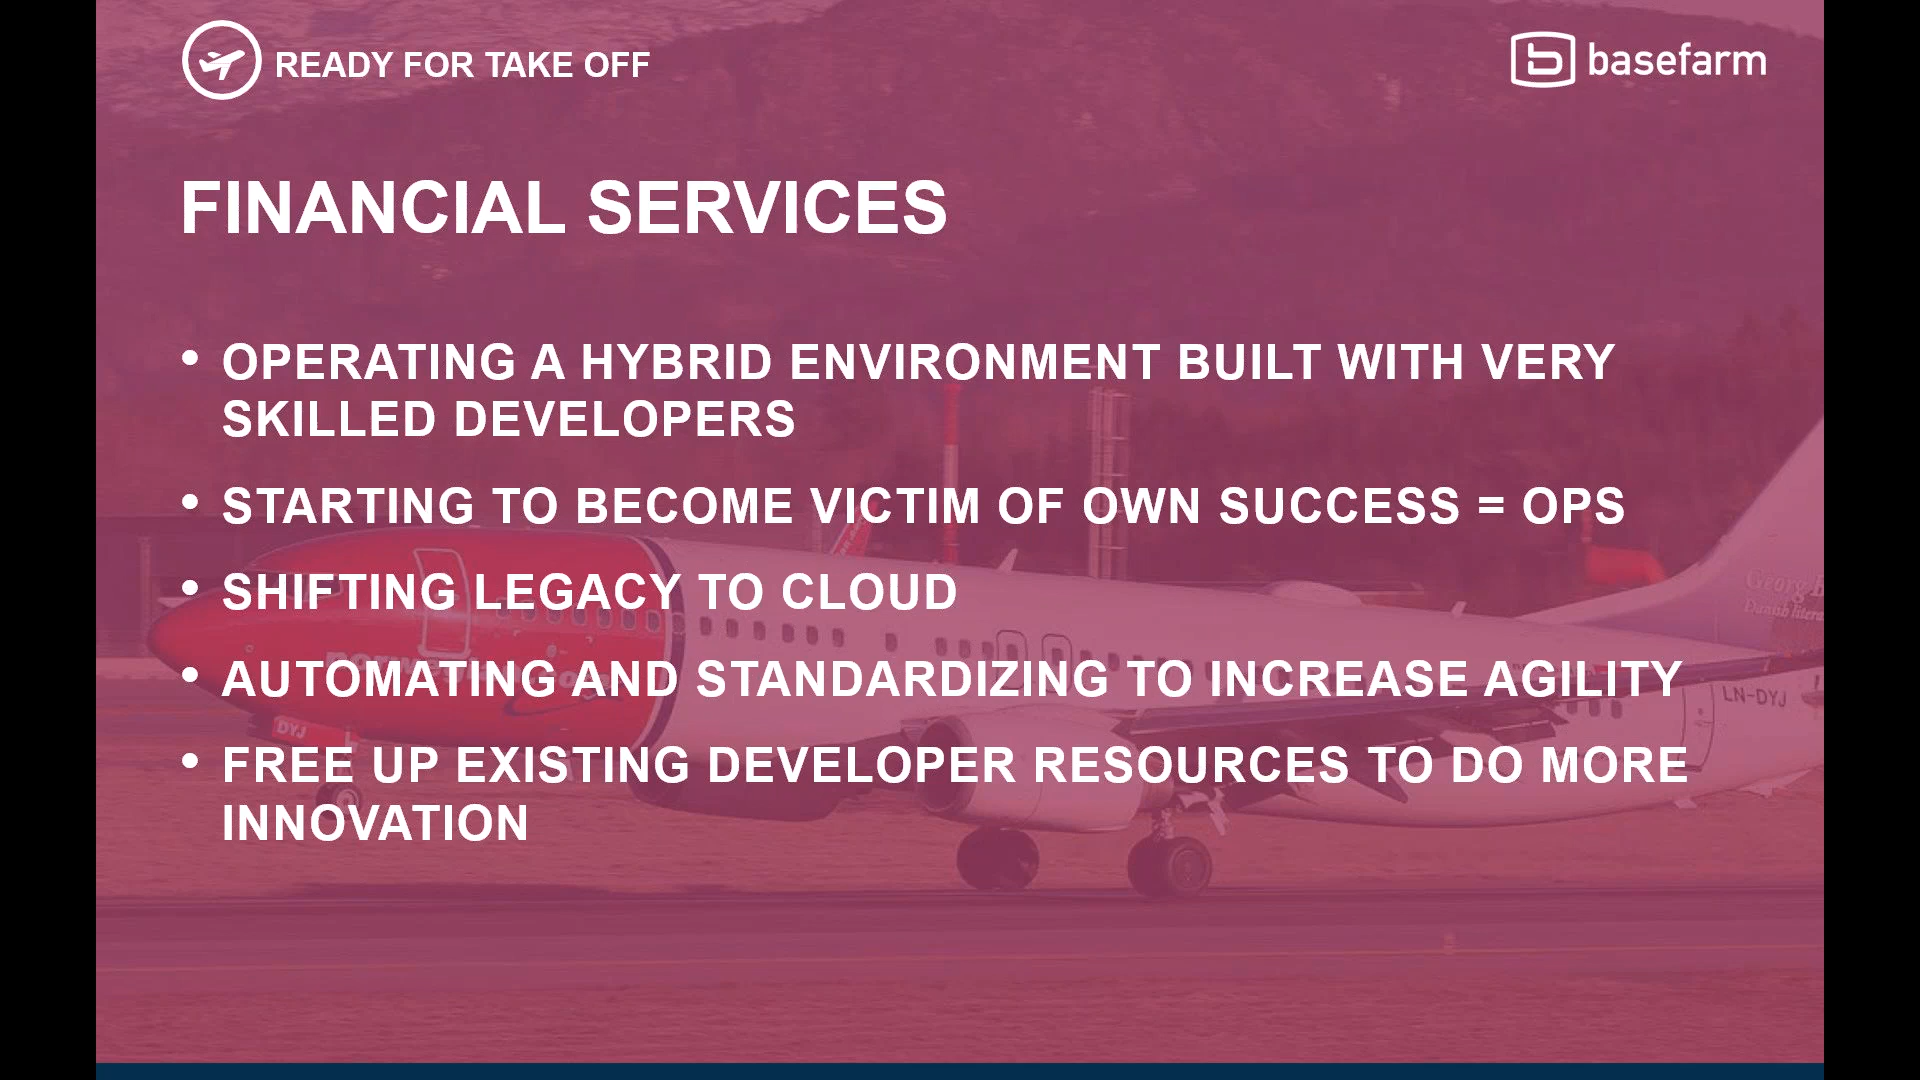 READY FOR TAKE OFF
basefarm
FINANCIAL SERVICES
• OPERATING A HYBRID ENVIRONMENT BUILT WITH VERY
SKILLED DEVELOPERS
• STARTING TO BECOME VICTIM OF OWN SUCCESS = OPS
• SHIFTING LEGACY TO CLOUD
• AUTOMATING AND STANDARDIZING TO INCREASE AGILITY
• FREE UP EXISTING DEVELOPER RESOURCES TO DO MORE
INNOVATION
LN-DYJ
DYJ